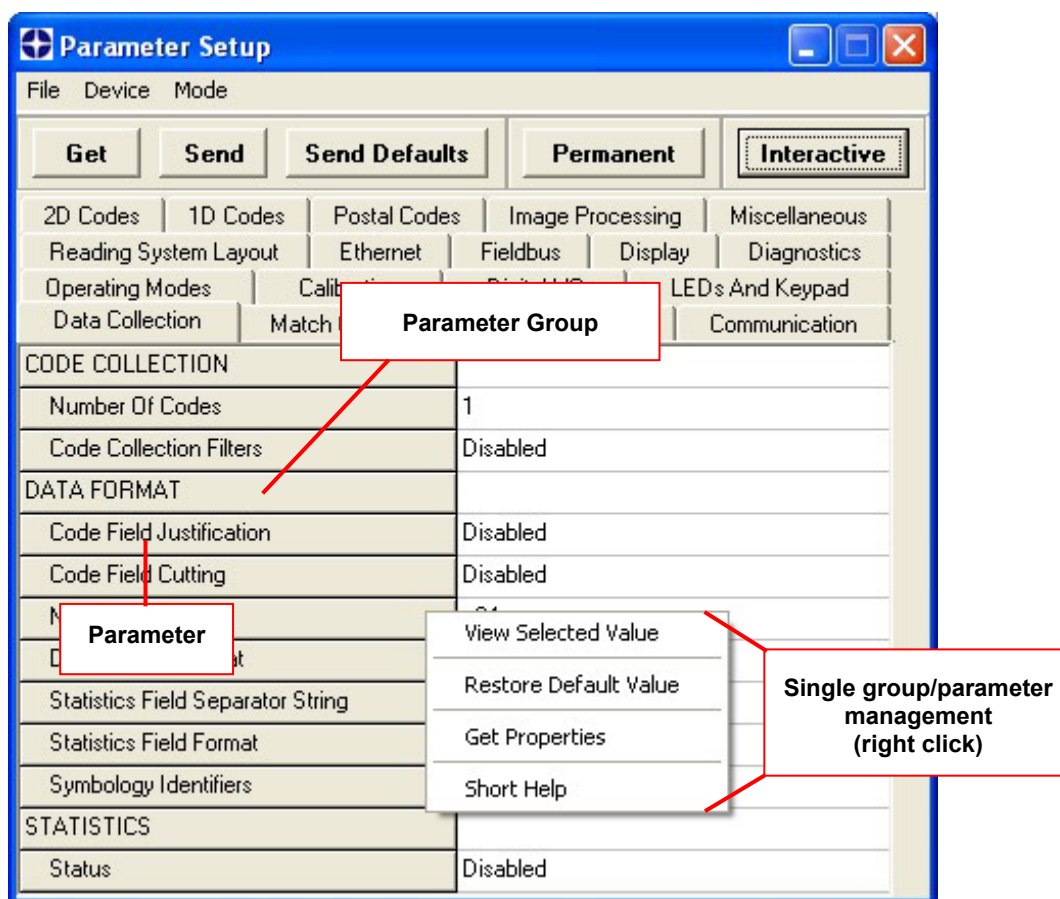 Parameter Setup
File Device Mode
Get Send Send Defaults Permanent Interactive
2D Codes 1D Codes Postal Codes Image Processing Miscellaneous
Reading System Layout Ethernet Fieldbus Display Diagnostics
Operating Modes LEDs And Keypad
Data Collection Match Communication
Parameter Group
CODE COLLECTION
Number Of Codes 1
Code Collection Filters Disabled
DATA FORMAT
Code Field Justification Disabled
Code Field Cutting Disabled
Parameter
View Selected Value
Restore Default Value
Get Properties
Short Help
Single group/parameter
management
(right click)
Statistics Field Separator String
Statistics Field Format
Symbology Identifiers
STATISTICS
Status Disabled